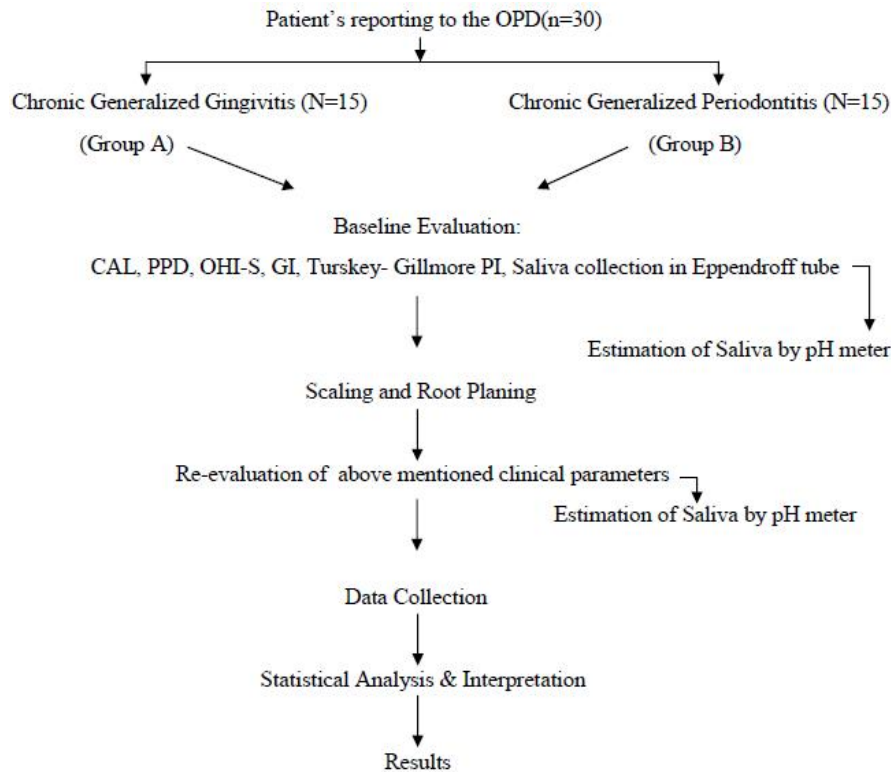 Patient's reporting to the OPD(n=30)
Chronic Generalized Gingivitis (N=15)
Chronic Generalized Periodontitis (N=15)
(Group A)
(Group B)
Baseline Evaluation:
CAL, PPD, OHI-S, GI, Turskey- Gillmore PI, Saliva collection in Eppendroff tube
Estimation of Saliva by pH meter
Scaling and Root Planing
Re-evaluation of above mentioned clinical parameters
Estimation of Saliva by pH meter
Data Collection
Statistical Analysis & Interpretation
Results